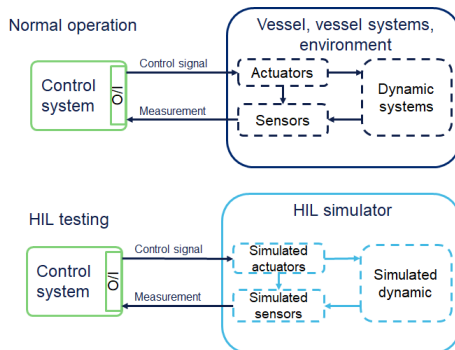 Normal operation
Vessel, vessel systems,
environment
Control signal
Control
system
I/O
Actuators
Dynamic
systems
Measurement
Sensors
HIL testing
HIL simulator
Control signal
Control
system
I/O
Simulated
actuators
Simulated
dynamic
Measurement
Simulated
sensors